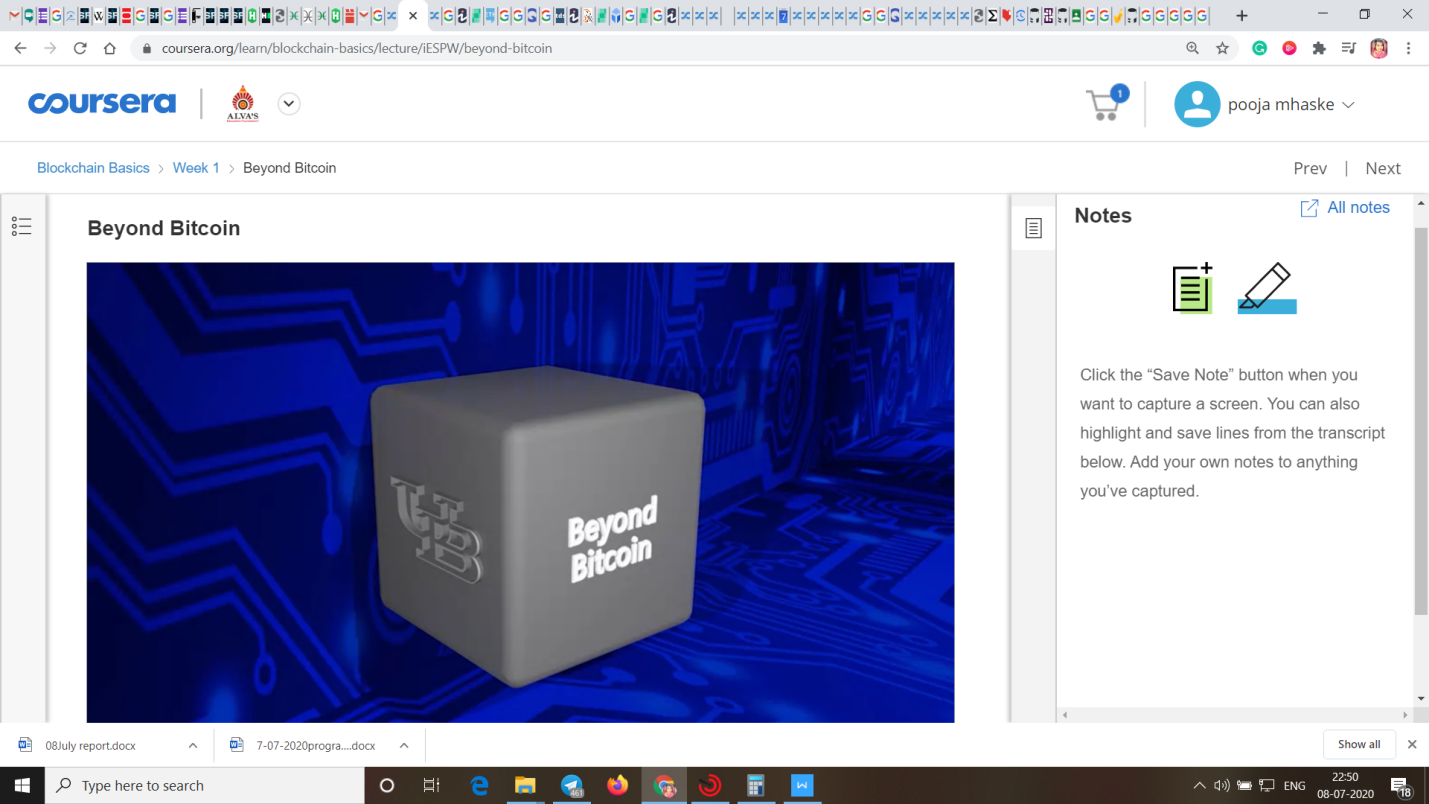 coursera.org/learn/blockchain-basics/lecture/iESPW/beyond-bitcoin
coursera
ALVA'S
1
pooja mhaske
Blockchain Basics > Week 1 > Beyond Bitcoin
Prev | Next
Beyond Bitcoin
UB
Beyond
Bitcoin
Notes
All notes
Click the “Save Note” button when you
want to capture a screen. You can also
highlight and save lines from the transcript
below. Add your own notes to anything
you’ve captured.
08July report.docx
7-07-2020progra....docx
Show all
Type here to search
461
ENG
22:50
08-07-2020
18